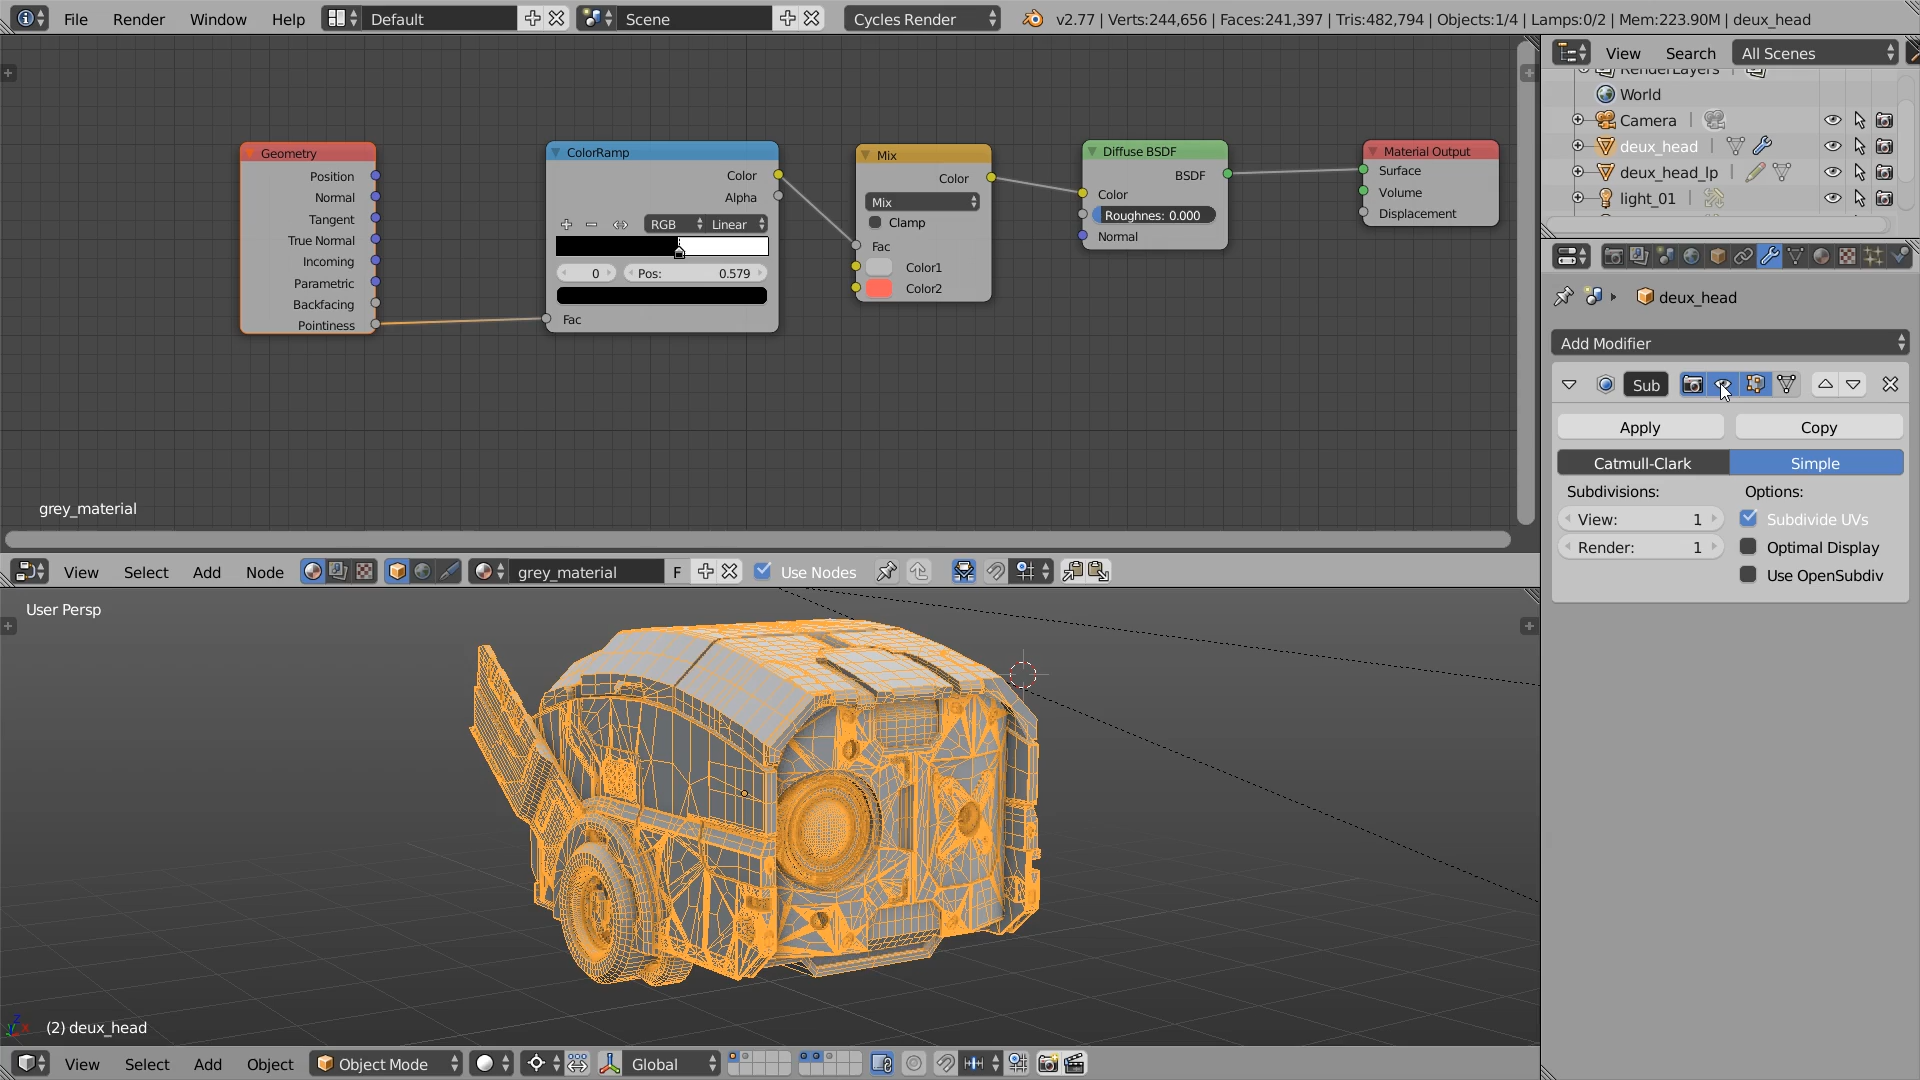 File Render Window Help Default Scene Cycles Render v2.77 | Verts:244,656 | Faces:241,397 | Tris:482,794 | Objects:1/4 | Lamps:0/2 | Mem:223.90M | deux_head
Geometry
Position
Normal
Tangent
True Normal
Incoming
Parametric
Backfacing
Pointiness
ColorRamp
Color
Alpha
RGB Linear
0 Pos: 0.579
Fac
Mix
Color
Mix
Clamp
Fac
Color1
Color2
Diffuse BSDF
BSDF
Color
Roughnes: 0.000
Normal
Material Output
Surface
Volume
Displacement
grey_material
View Select Add Node grey_material F Use Nodes
User Persp
(2) deux_head
View Select Add Object Object Mode Global
View Search All Scenes
RenderLayers
World
Camera
deux_head
deux_head_lp
light_01
deux_head
Add Modifier
Sub
Apply Copy
Catmull-Clark Simple
Subdivisions: Options:
View: 1 Subdivide UVs
Render: 1 Optimal Display
Use OpenSubdiv